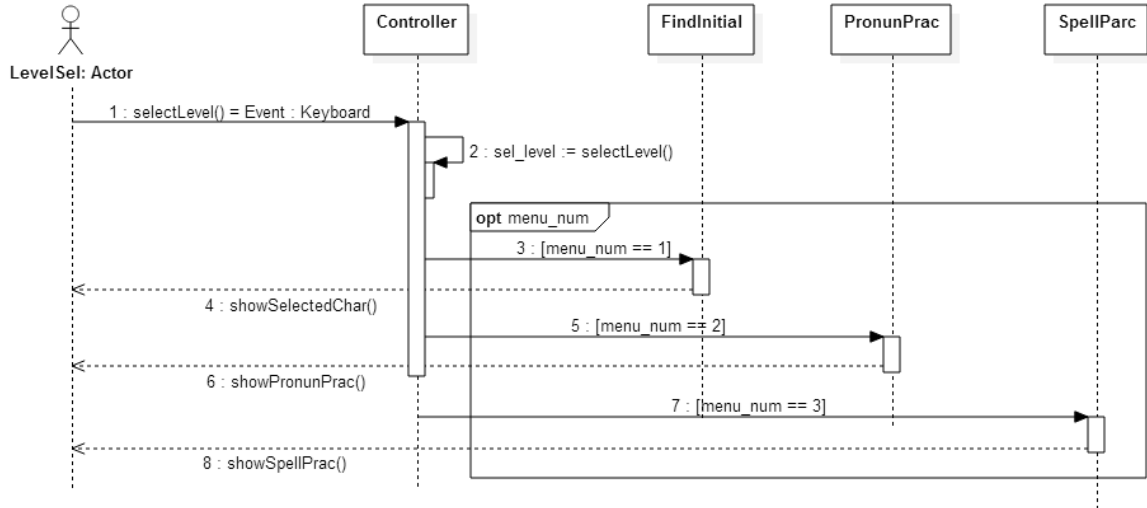 Controller
FindInitial
PronunPrac
SpellParc
LevelSel: Actor
1 : selectLevel() = Event : Keyboard
2 : sel_level := selectLevel()
opt menu_num
3 : [menu_num == 1]
4 : showSelectedChar()
5 : [menu_num == 2]
6 : showPronunPrac()
7 : [menu_num == 3]
8 : showSpellPrac()